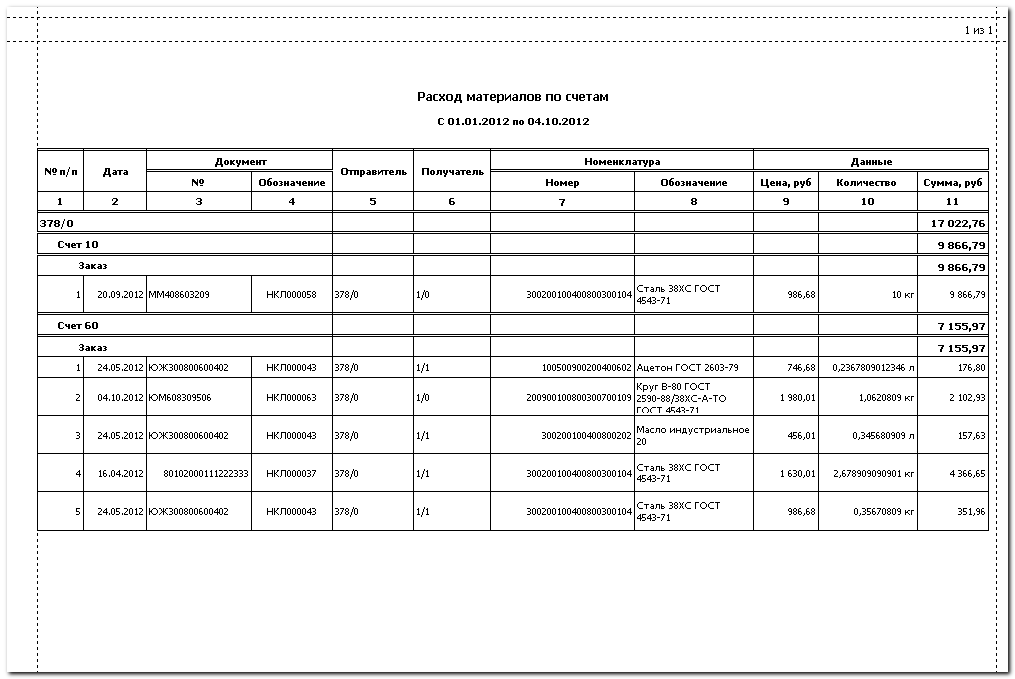 1 из 1
Расход материалов по счетам
С 01.01.2012 по 04.10.2012
№ п/п Дата Документ Отправитель Получатель Номенклатура Данные
№ Обозначение Номер Обозначение Цена, руб Количество Сумма, руб
1 2 3 4 5 6 7 8 9 10 11
378/0 17 022,76
Счет 10 9 866,79
Заказ 9 866,79
1 20.09.2012 ММ408603209 НКЛ000058 378/0 1/0 300200100400800300104 Сталь 38ХС ГОСТ 986,68 10 кг 9 866,79
4543-71
Счет 60 7 155,97
Заказ 7 155,97
1 24.05.2012 ЮЖ300800600402 НКЛ000043 378/0 1/1 100500900200400602 Ацетон ГОСТ 2603-79 746,68 0,2367809012346 л 176,80
2 04.10.2012 ЮМ608309506 НКЛ000063 378/0 1/0 200900100800300700109 Круг В-80 ГОСТ 1 980,01 1,0620809 кг 2 102,93
2590-88/38ХС-А-ТО
ГОСТ 4543-71
3 24.05.2012 ЮЖ300800600402 НКЛ000043 378/0 1/1 300200100400800202 Масло индустриальное 456,01 0,345680909 л 157,63
20
4 16.04.2012 80102000111222333 НКЛ000037 378/0 1/1 300200100400800300104 Сталь 38ХС ГОСТ 1 630,01 2,678909090901 кг 4 366,65
4543-71
5 24.05.2012 ЮЖ300800600402 НКЛ000043 378/0 1/1 300200100400800300104 Сталь 38ХС ГОСТ 986,68 0,35670809 кг 351,96
4543-71